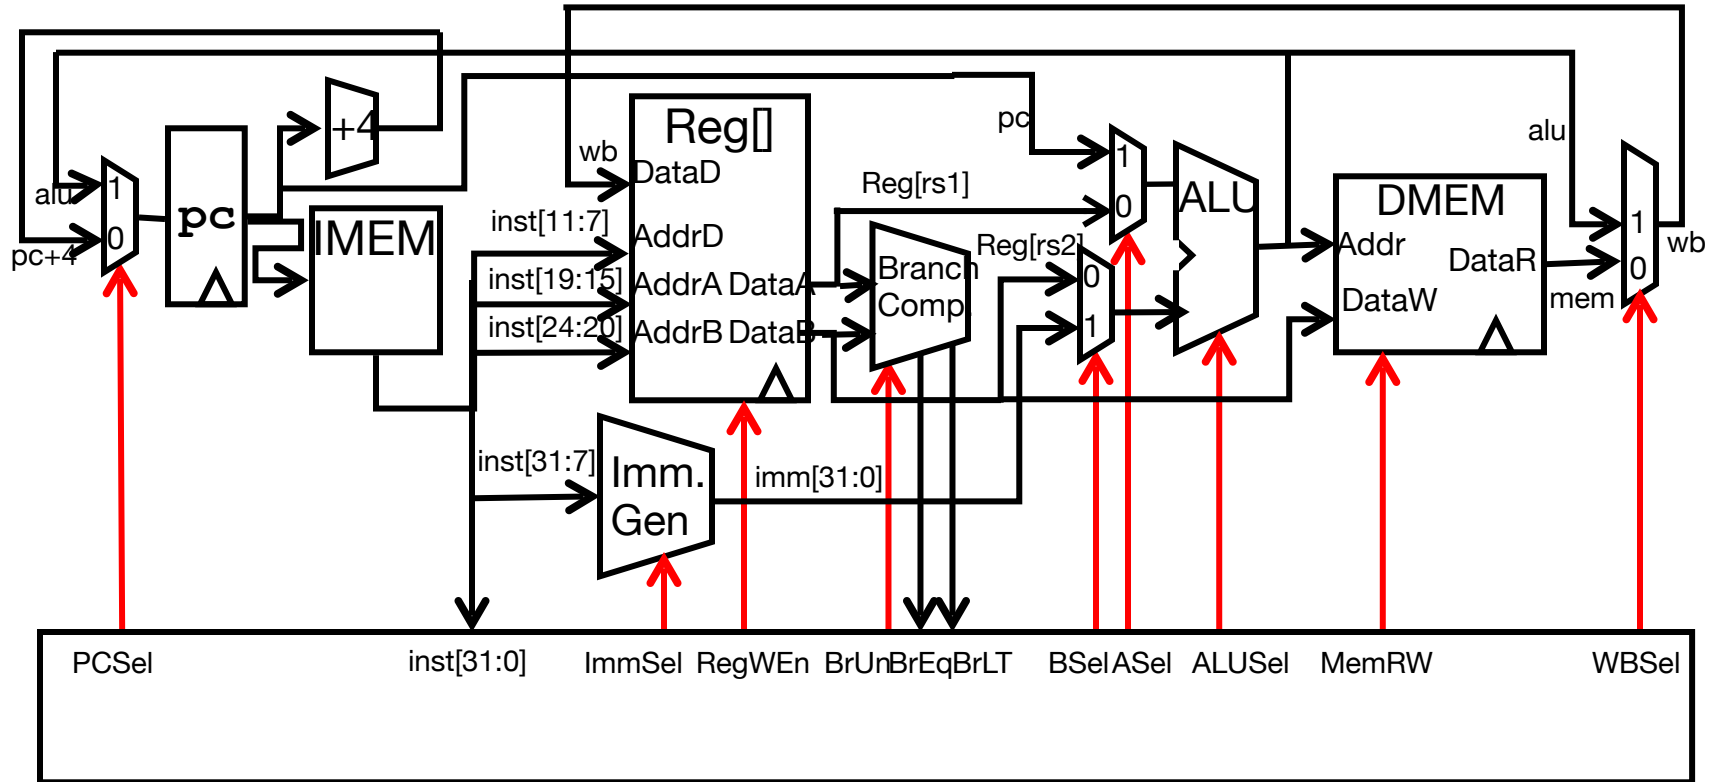 Reg[]
+4
pc
alu
wb
DataD
1
ALU
DMEM
1
Reg[rs1]
alu
1
0
pc
IMEM
inst[11:7]
AddrD
0
Reg[rs2]
Addr
1
wb
pc+4
inst[19:15]
AddrA
DataA
Branch
Comp.
0
DataR
0
mem
inst[24:20]
AddrB
DataB
1
DataW
inst[31:7]
Imm.
Gen
imm[31:0]
PCSel
inst[31:0]
ImmSel
RegWEn
BrUn
BrEq
BrLT
BSel
ASel
ALUSel
MemRW
WBSel